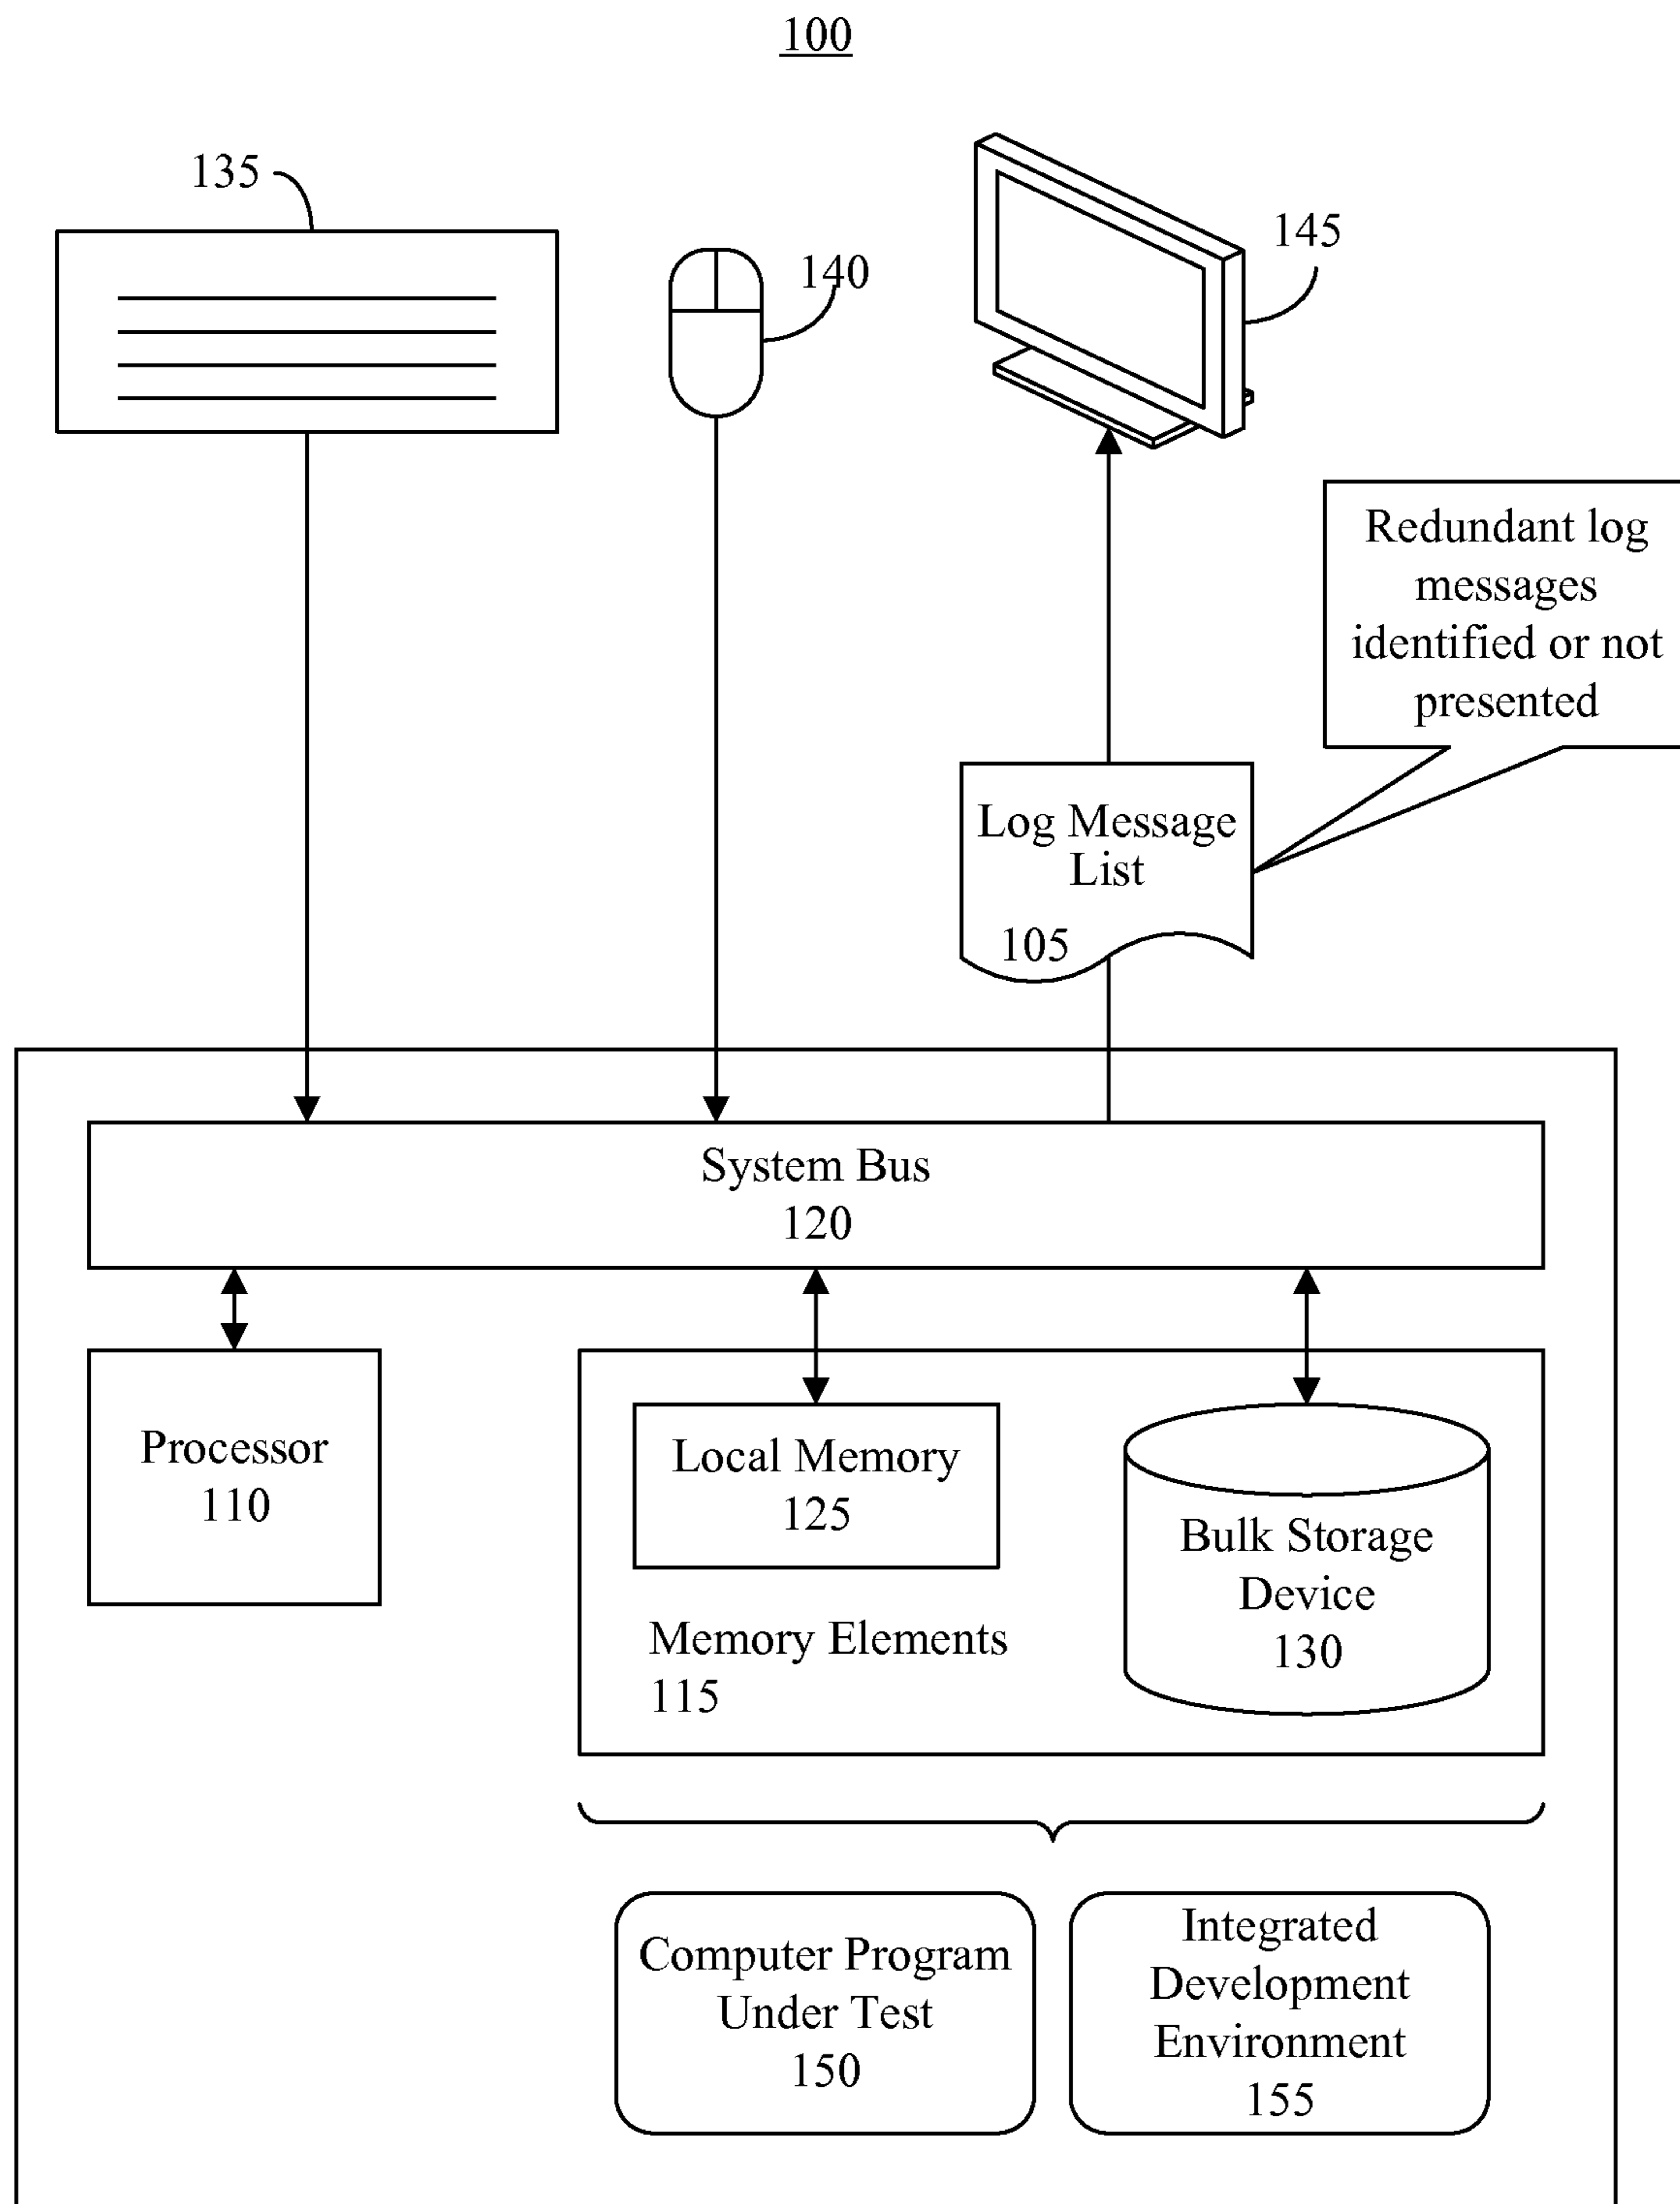 100
135
140
145
Redundant log
messages
identified or not
presented
Log Message
List
105
System Bus
120
Processor
110
Local Memory
125
Bulk Storage
Device
130
Memory Elements
115
Computer Program
Under Test
150
Integrated
Development
Environment
155